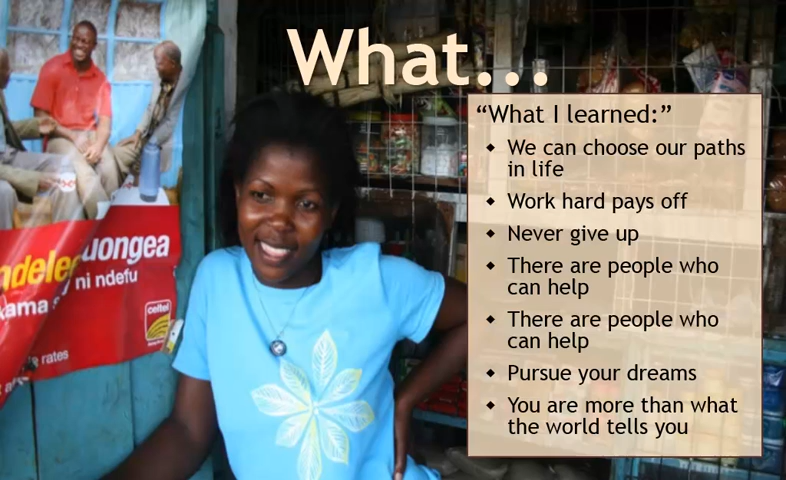 What...
“What I learned:”
We can choose our paths
in life
Work hard pays off
Never give up
There are people who
can help
There are people who
can help
Pursue your dreams
You are more than what
the world tells you
uongea
ni ndefu
celtel
rates